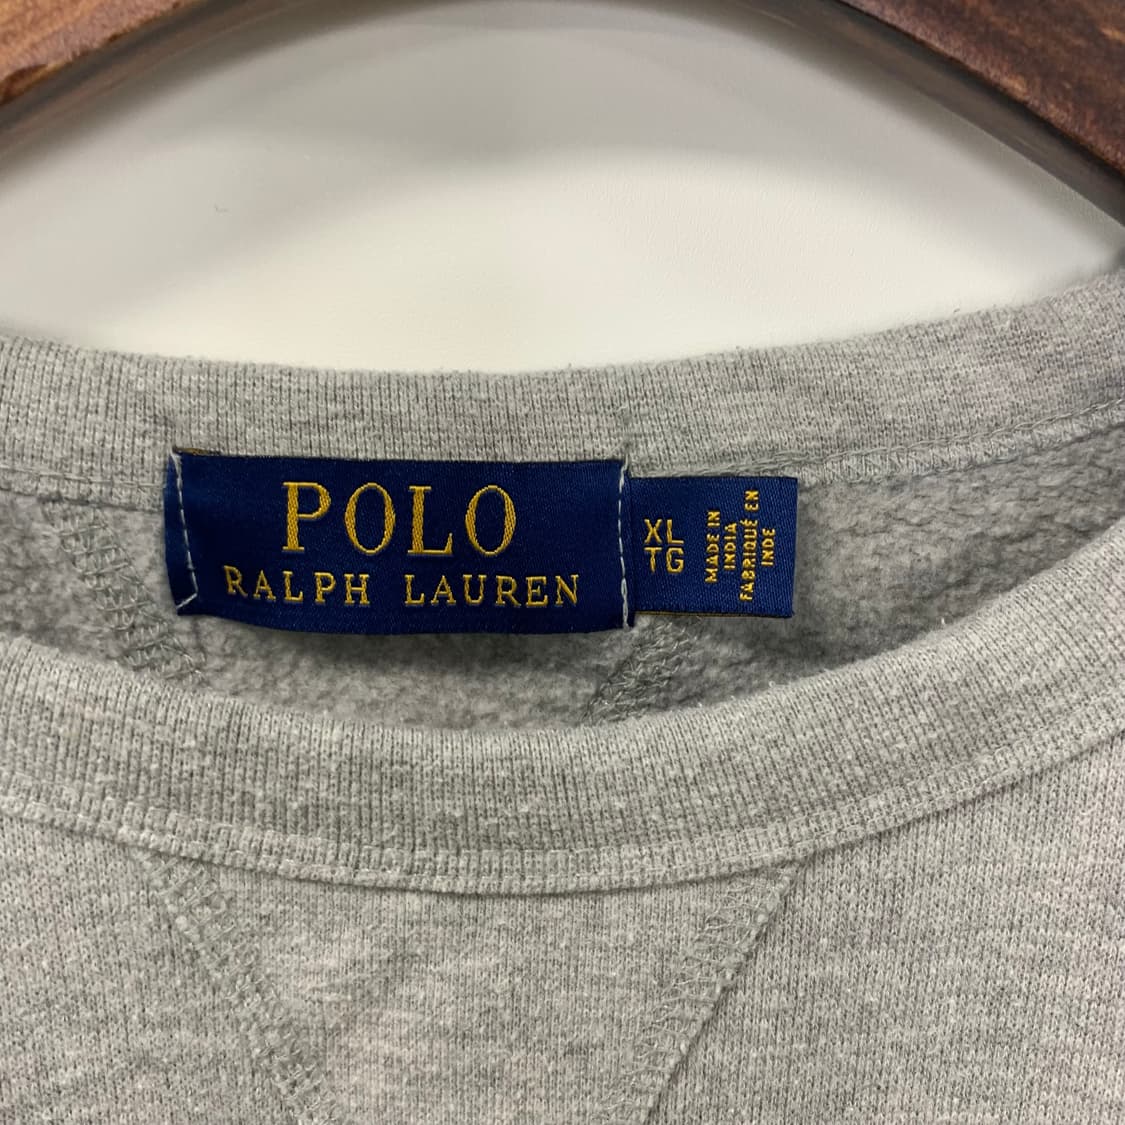 POLO
RALPH LAUREN
XL
TG
MADE IN
INDIA
FABRIQUÉ EN
INDE